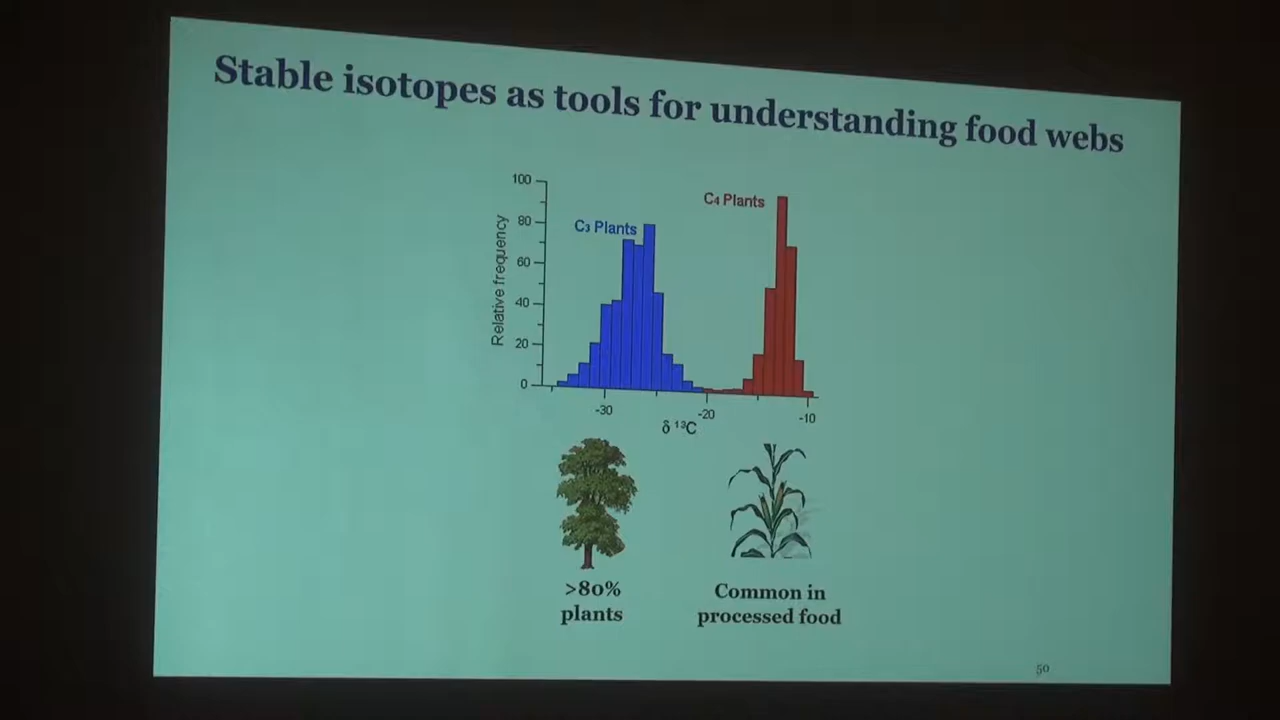 Stable isotopes as tools for understanding food webs
100
80
60
40
20
0
Relative frequency
C₃ Plants
C₄ Plants
-30
-20
-10
δ ¹³C
>80%
plants
Common in
processed food
50